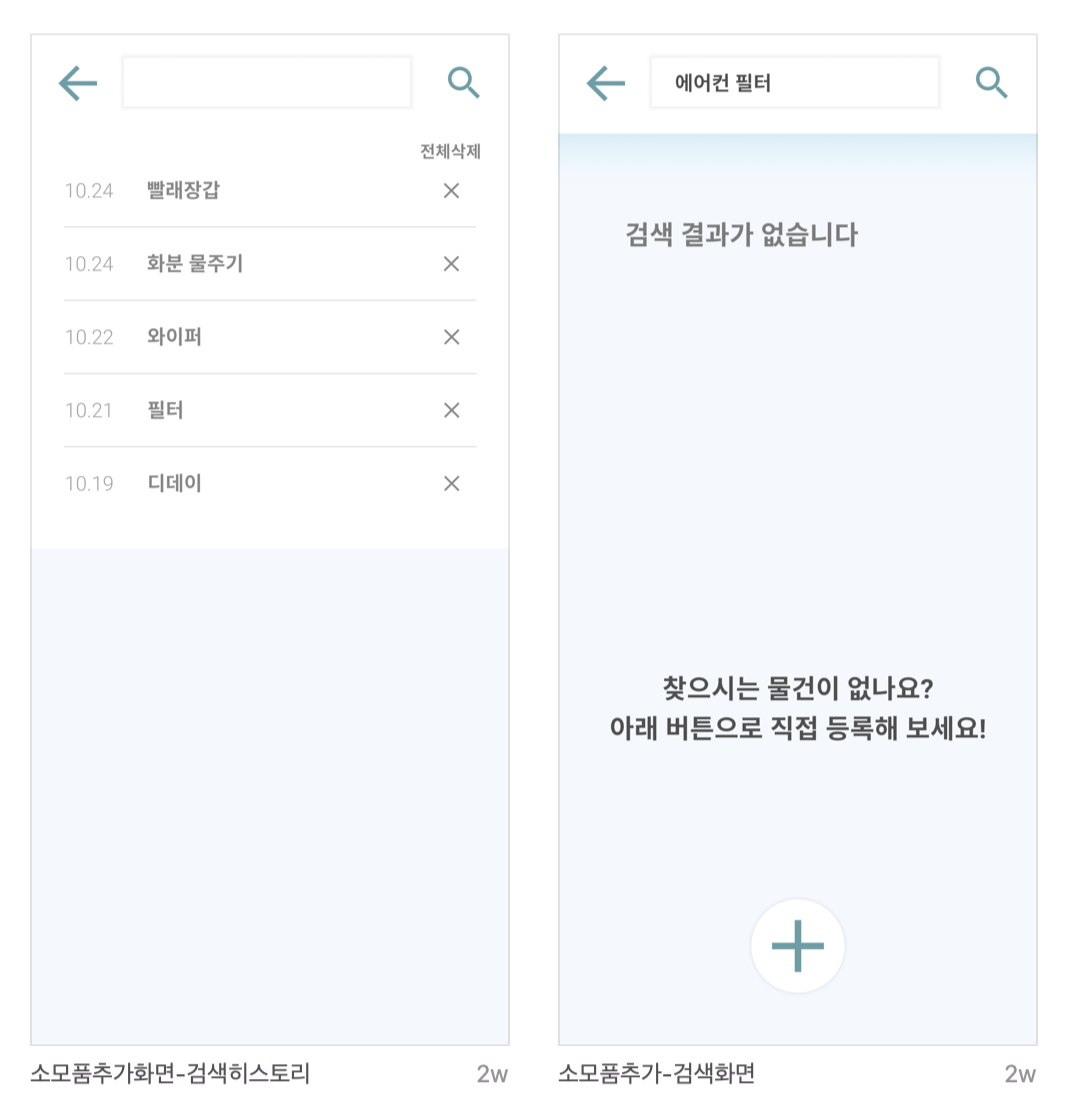 전체삭제
10.24 빨래장갑
10.24 화분 물주기
10.22 와이퍼
10.21 필터
10.19 디데이
소모품추가화면-검색히스토리 2w
에어컨 필터
검색 결과가 없습니다
찾으시는 물건이 없나요?
아래 버튼으로 직접 등록해 보세요!
소모품추가-검색화면 2w